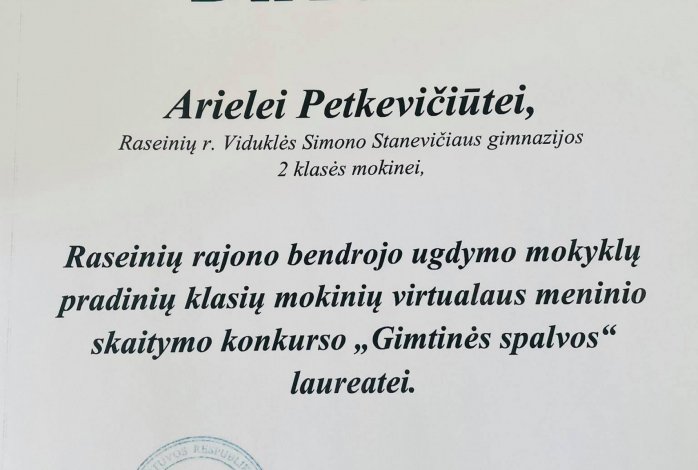 Arielei Petkevičiūtei,
Raseinių r. Viduklės Simono Stanevičiaus gimnazijos
2 klasės mokinei,
Raseinių rajono bendrojo ugdymo mokyklų
pradinių klasių mokinių virtualaus meninio
skaitymo konkurso „Gimtinės spalvos“
laureatei.